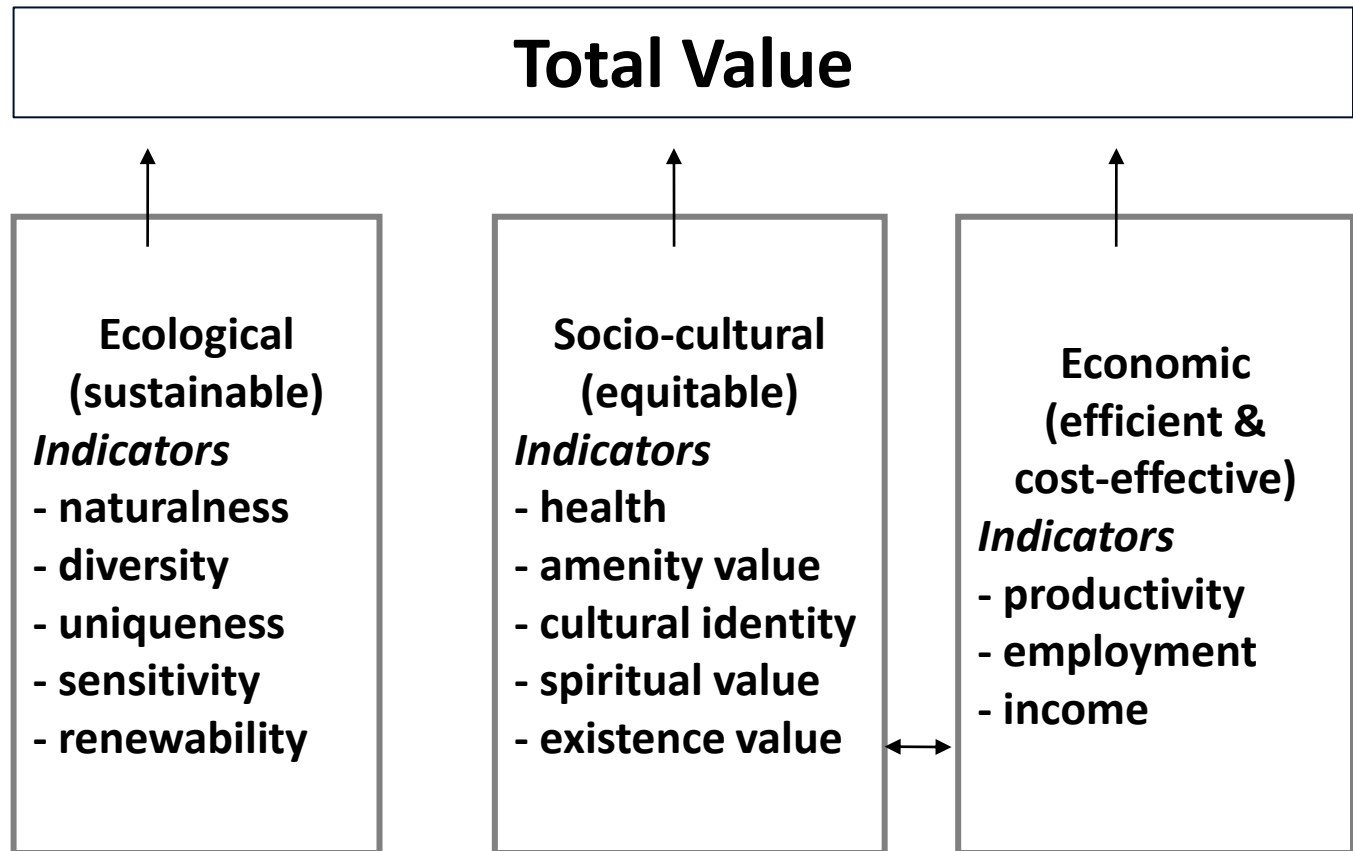 Total Value
Ecological
(sustainable)
Indicators
- naturalness
- diversity
- uniqueness
- sensitivity
- renewability
Socio-cultural
(equitable)
Indicators
- health
- amenity value
- cultural identity
- spiritual value
- existence value
Economic
(efficient &
cost-effective)
Indicators
- productivity
- employment
- income